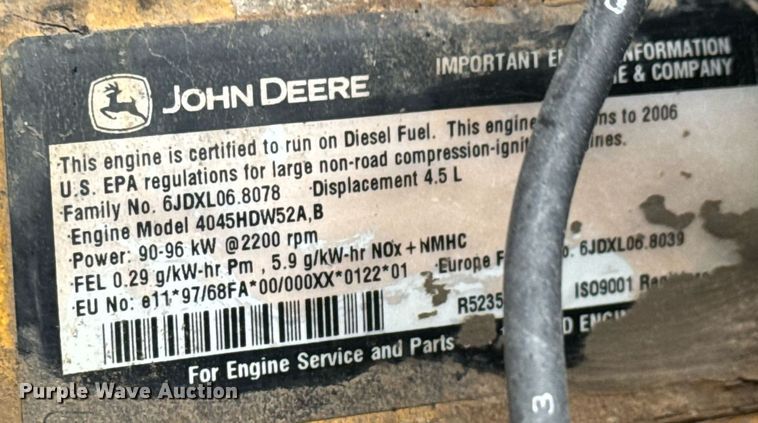 JOHN DEERE
IMPORTANT INFORMATION
& COMPANY
·This engine is certified to run on Diesel Fuel. This engine to 2006
U.S. EPA regulations for large non-road compression-
·Family No. 6JDXL06.8078 ·Displacement 4.5 L
·Engine Model 4045HDW52A,B
·Power: 90-96 kW @2200 rpm
·FEL 0.29 g/kW-hr Pm , 5.9 g/kW-hr NOx+NMHC
·EU No: e11*97/68FA*00/000XX*0122*01 ·Europe 6JDXL06.8039
R5235 ISO9001
For Engine Service and Parts
3
Purple Wave Auction